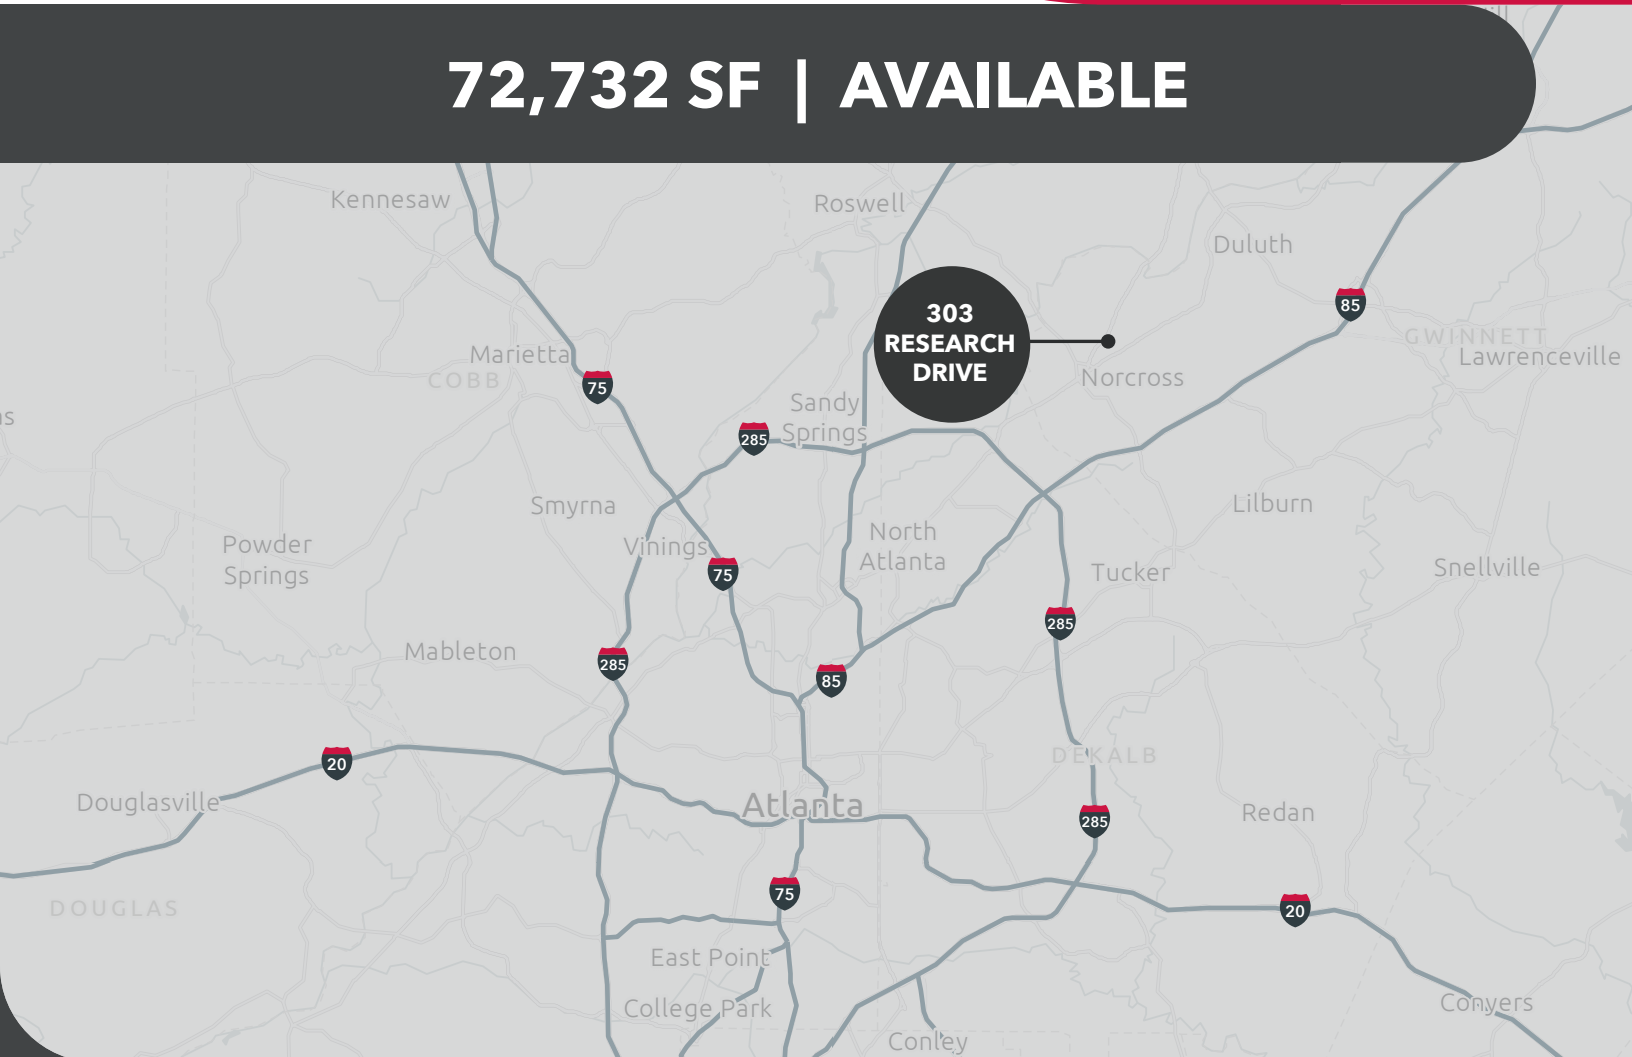 72,732 SF | AVAILABLE
Kennesaw
Roswell
Duluth
303
RESEARCH
DRIVE
85
GWINNETT
Lawrenceville
Marietta
COBB
75
Norcross
Sandy
Springs
285
Smyrna
Lilburn
Vinings
North
Atlanta
Powder
Springs
75
Tucker
Snellville
285
Mableton
285
85
20
DEKALB
Douglasville
Atlanta
285
Redan
75
20
DOUGLAS
East Point
College Park
Conyers
Conley